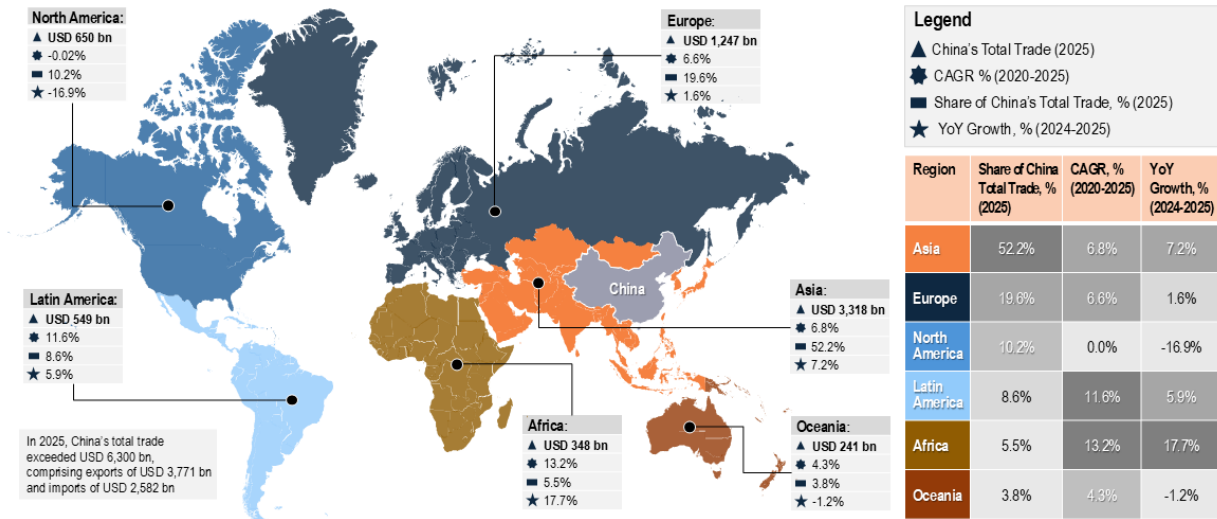 North America:
USD 650 bn
-0.02%
10.2%
-16.9%
Europe:
USD 1,247 bn
6.6%
19.6%
1.6%
Latin America:
USD 549 bn
11.6%
8.6%
5.9%
China
Asia:
USD 3,318 bn
6.8%
52.2%
7.2%
Africa:
USD 348 bn
13.2%
5.5%
17.7%
Oceania:
USD 241 bn
4.3%
3.8%
-1.2%
In 2025, China's total trade
exceeded USD 6,300 bn,
comprising exports of USD 3,771 bn
and imports of USD 2,582 bn
Legend
China's Total Trade (2025)
CAGR % (2020-2025)
Share of China's Total Trade, % (2025)
YoY Growth, % (2024-2025)
Region Share of China CAGR, % YoY
Total Trade, % (2020-2025) Growth, %
(2025) (2024-2025)
Asia 52.2% 6.8% 7.2%
Europe 19.6% 6.6% 1.6%
North
America 10.2% 0.0% -16.9%
Latin
America 8.6% 11.6% 5.9%
Africa 5.5% 13.2% 17.7%
Oceania 3.8% 4.3% -1.2%